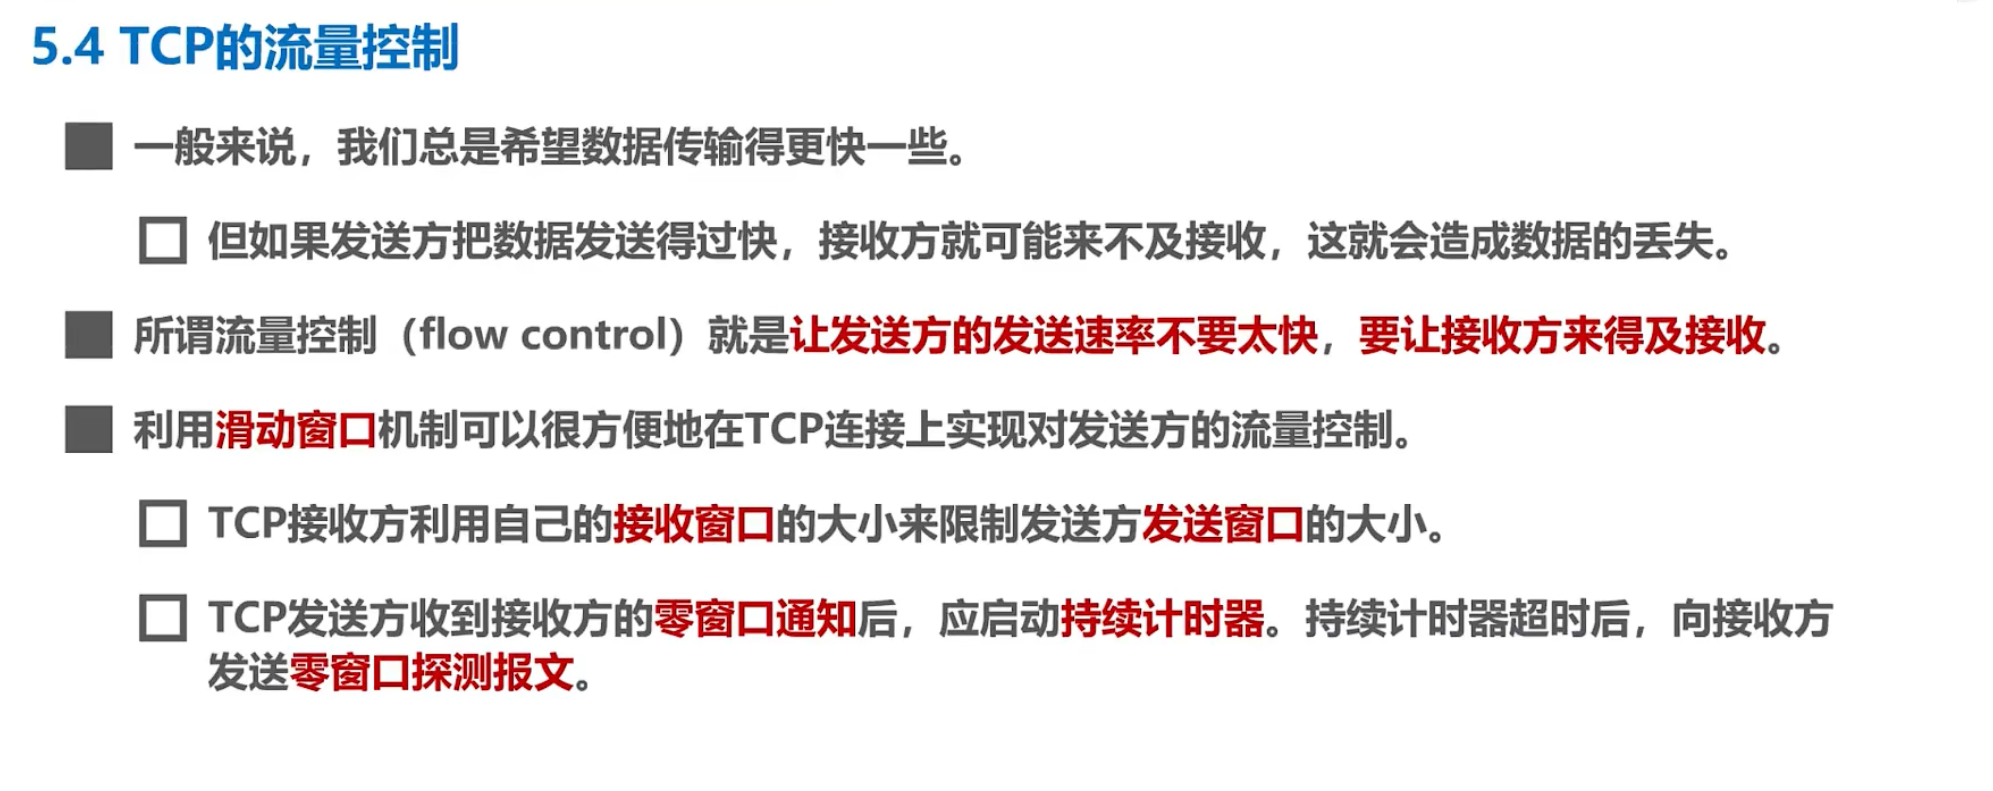 5.4 TCP的流量控制
一般来说，我们总是希望数据传输得更快一些。
但如果发送方把数据发送得过快，接收方就可能来不及接收，这就会造成数据的丢失。
所谓流量控制（flow control）就是让发送方的发送速率不要太快，要让接收方来得及接收。
利用滑动窗口机制可以很方便地在TCP连接上实现对发送方的流量控制。
TCP接收方利用自己的接收窗口的大小来限制发送方发送窗口的大小。
TCP发送方收到接收方的零窗口通知后，应启动持续计时器。持续计时器超时后，向接收方
发送零窗口探测报文。